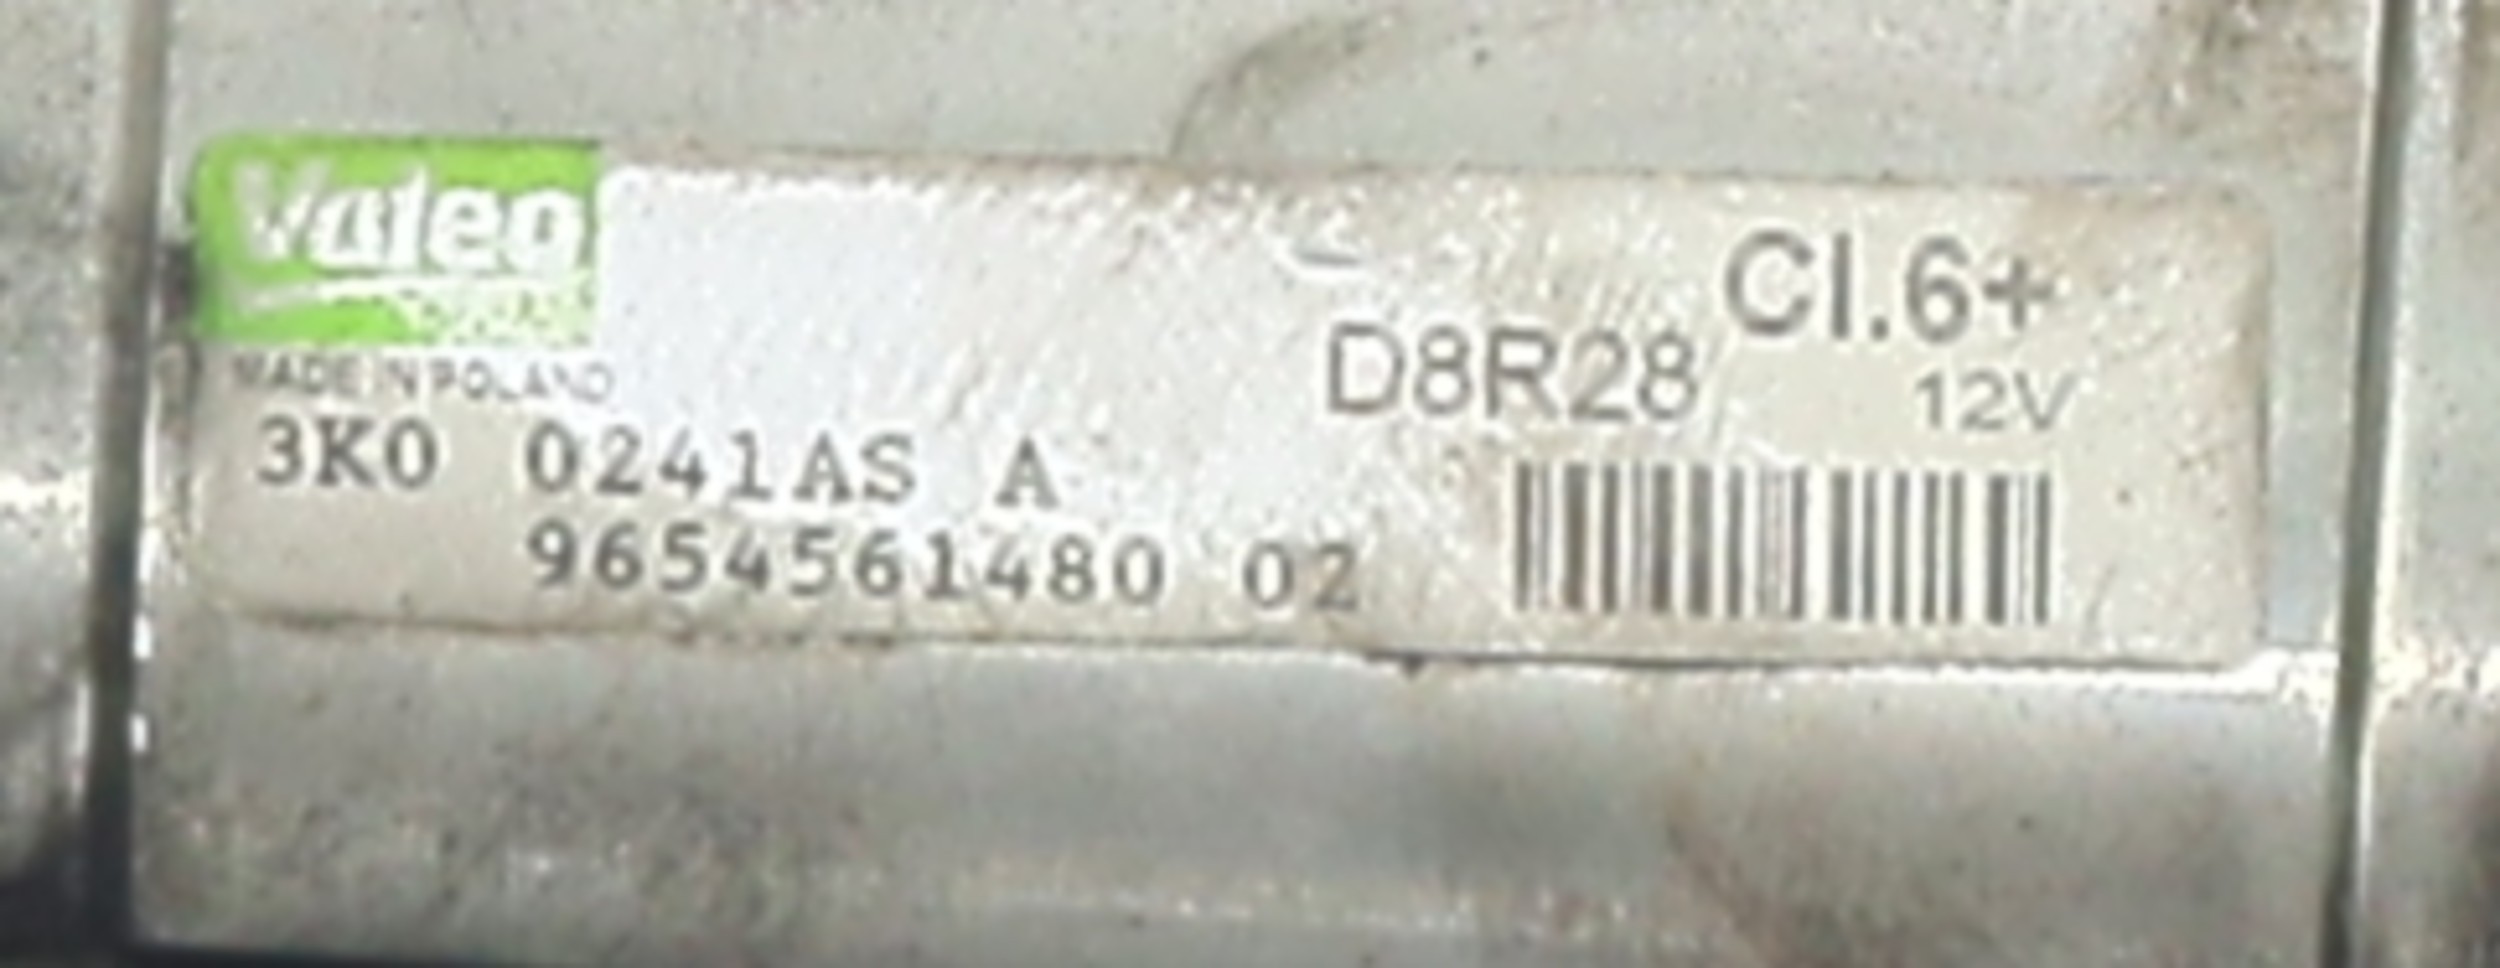 Valeo
MADE IN POLAND
Cl.6+
D8R28
12V
3K0 0241AS A
9654561480 02